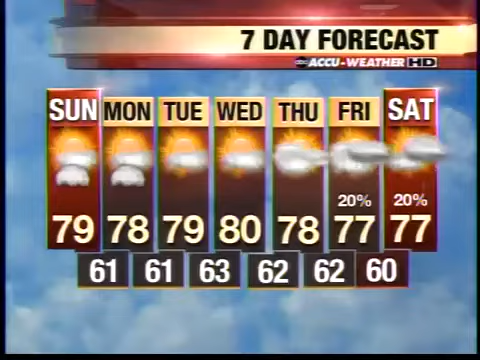 7 DAY FORECAST
abc ACCU-WEATHER HD
SUN MON TUE WED THU FRI SAT
20% 20%
79 78 79 80 78 77 77
61 61 63 62 62 60